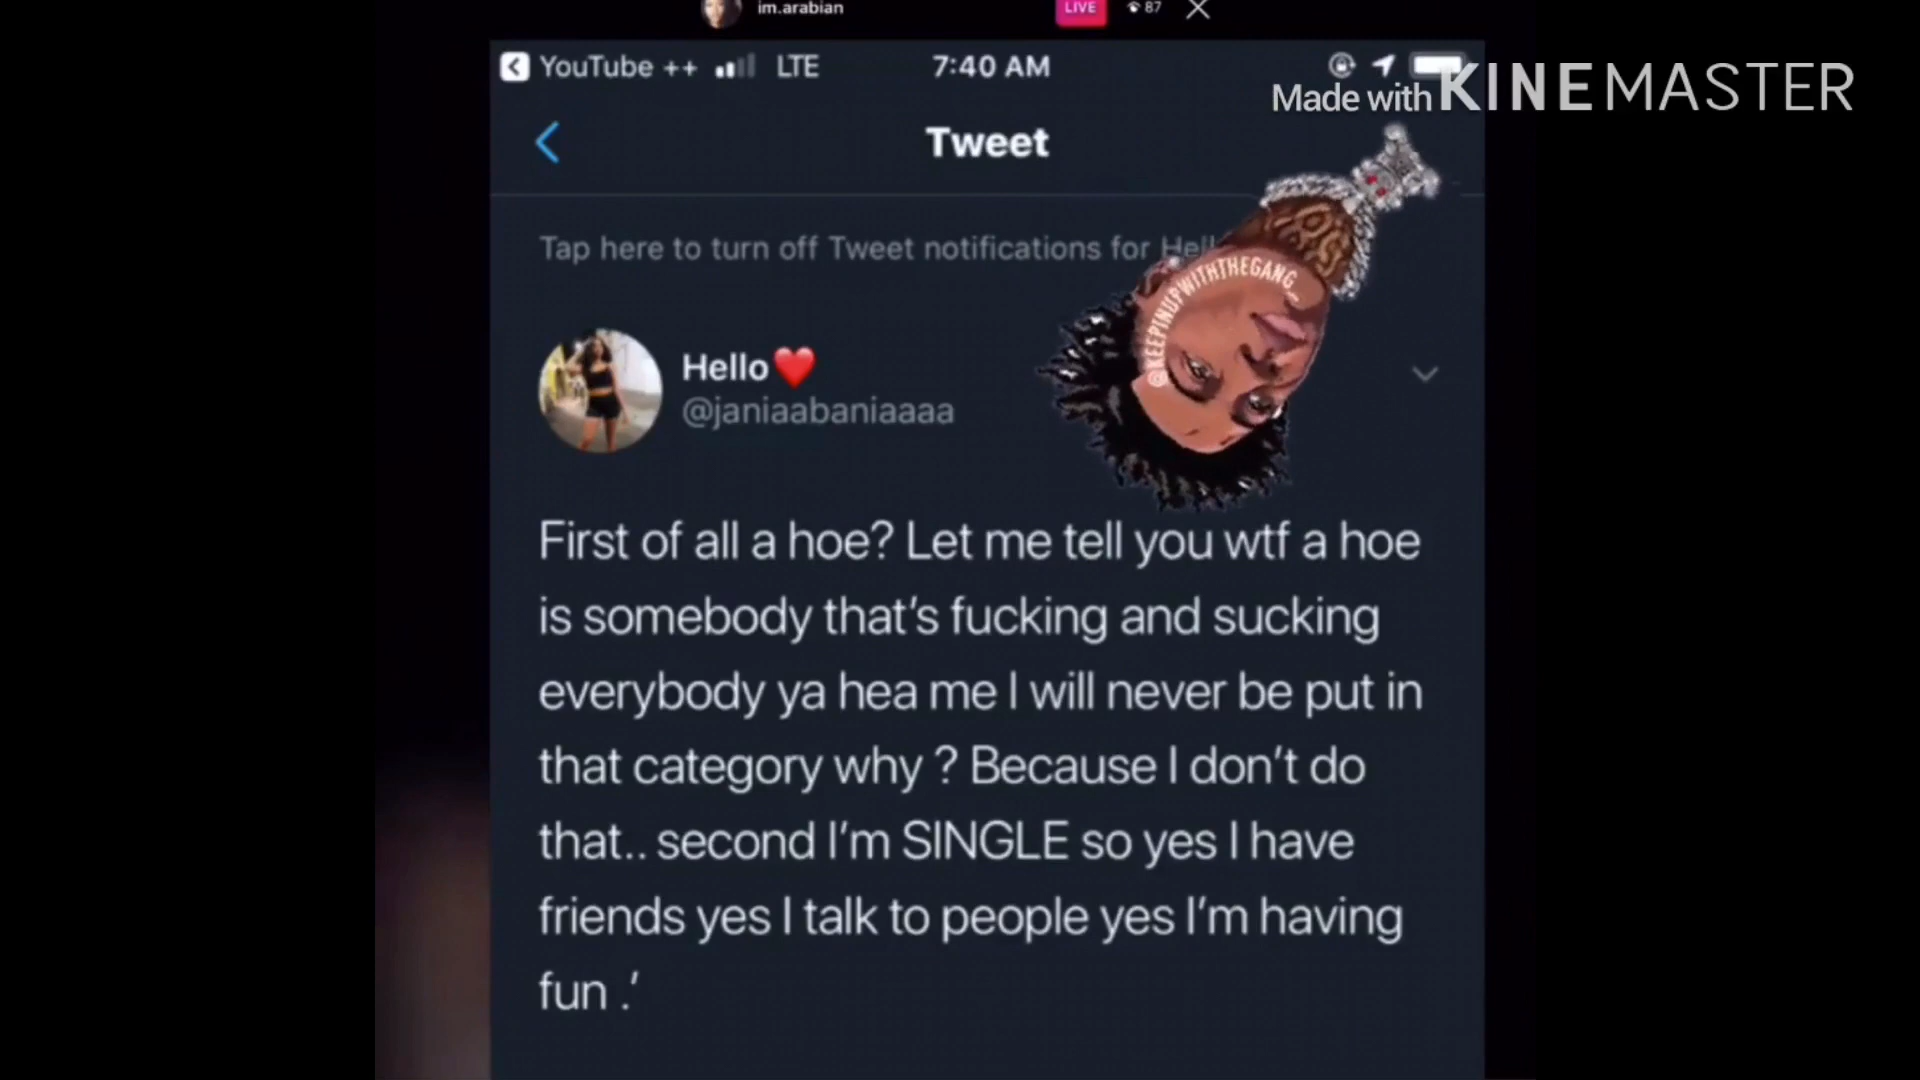 im.arabian LIVE 87
YouTube ++ LTE 7:40 AM
Made with KINEMASTER
Tweet
Tap here to turn off Tweet notifications for Hell
@KEEPINUPWITHTHEGANG_
Hello❤️
@janiaabaniaaaa
First of all a hoe? Let me tell you wtf a hoe
is somebody that's fucking and sucking
everybody ya hea me I will never be put in
that category why ? Because I don't do
that.. second I'm SINGLE so yes I have
friends yes I talk to people yes I'm having
fun .'